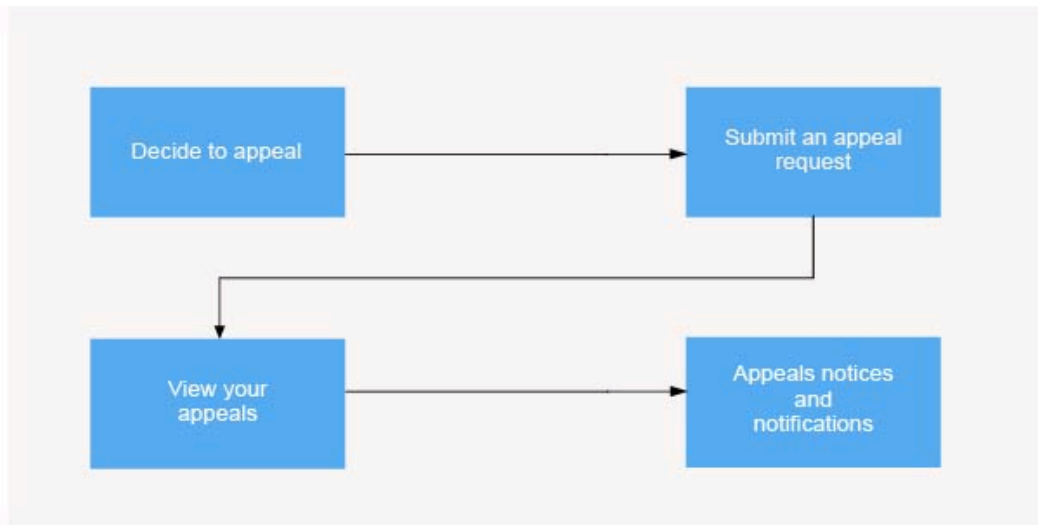 Decide to appeal
Submit an appeal
request
View your
appeals
Appeals notices
and
notifications